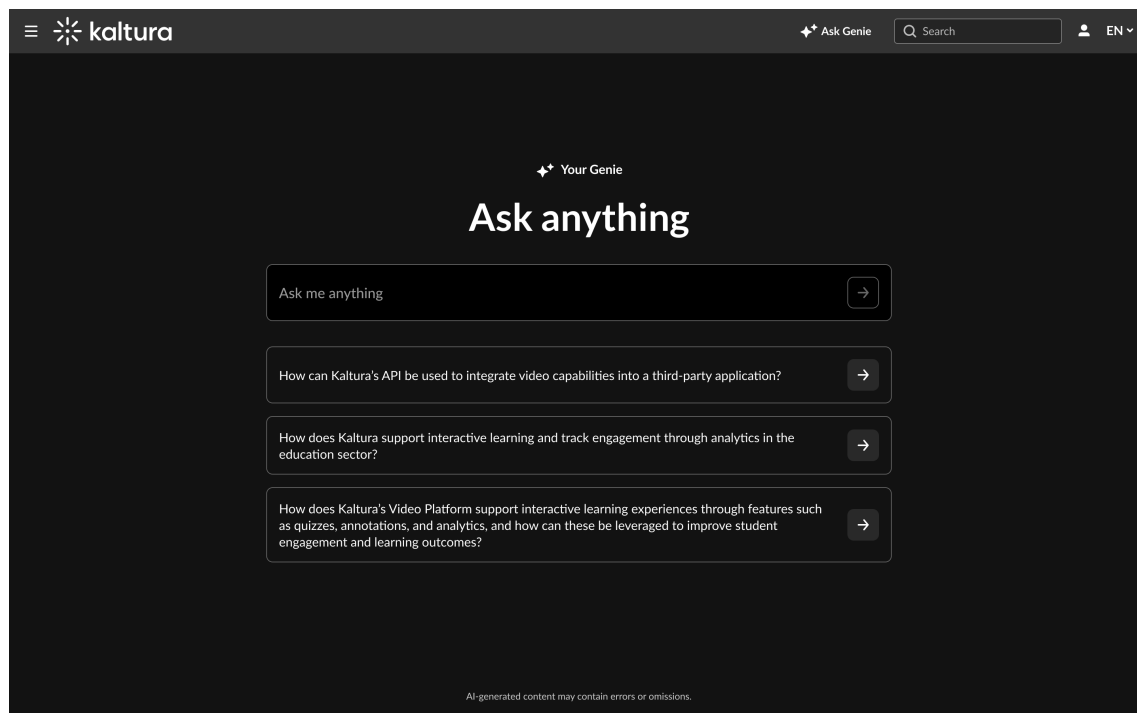 kaltura
Ask Genie
Search
EN
Your Genie
Ask anything
Ask me anything
How can Kaltura's API be used to integrate video capabilities into a third-party application?
How does Kaltura support interactive learning and track engagement through analytics in the
education sector?
How does Kaltura's Video Platform support interactive learning experiences through features such
as quizzes, annotations, and analytics, and how can these be leveraged to improve student
engagement and learning outcomes?
AI-generated content may contain errors or omissions.